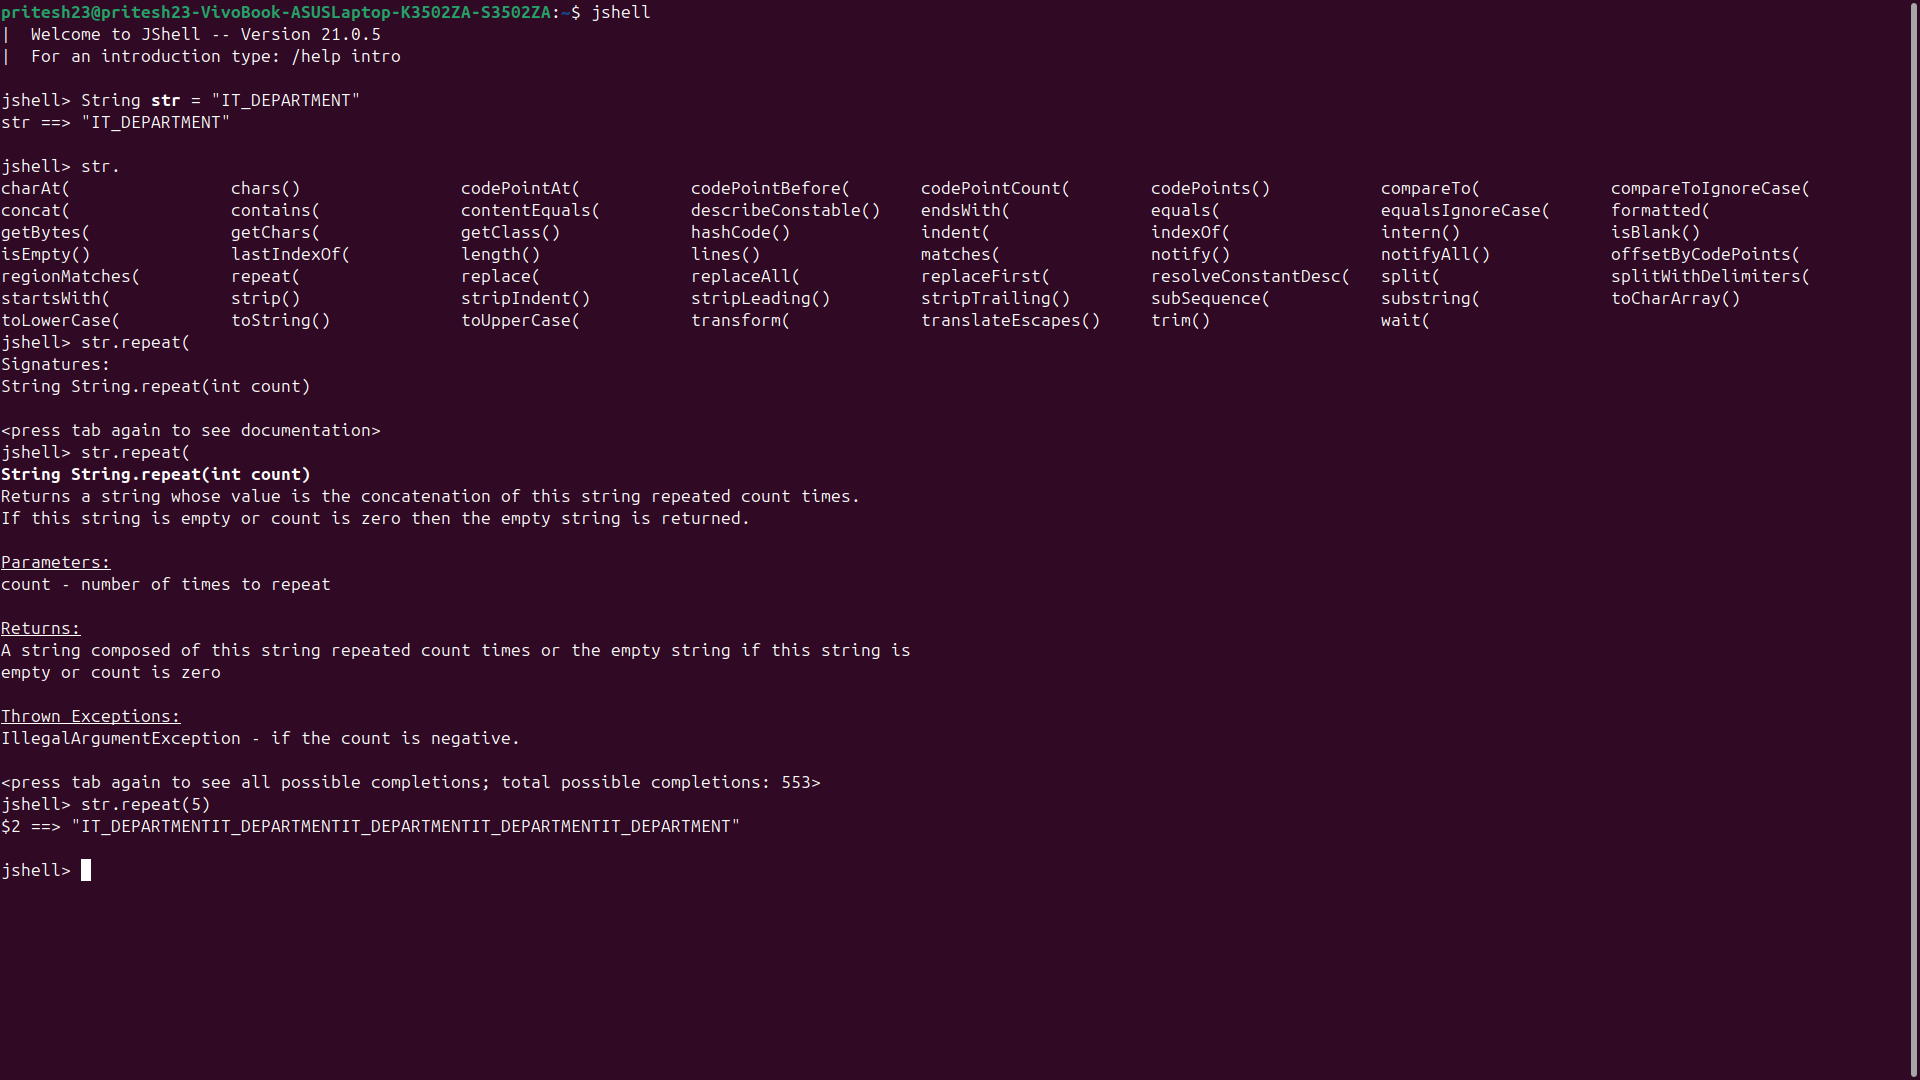 pritesh23@pritesh23-VivoBook-ASUSLaptop-K3502ZA-S3502ZA:~$ jshell
|  Welcome to JShell -- Version 21.0.5
|  For an introduction type: /help intro
jshell> String str = "IT_DEPARTMENT"
str ==> "IT_DEPARTMENT"
jshell> str.
charAt( chars() codePointAt( codePointBefore( codePointCount( codePoints() compareTo( compareToIgnoreCase(
concat( contains( contentEquals( describeConstable() endsWith( equals( equalsIgnoreCase( formatted(
getBytes( getChars( getClass() hashCode() indent( indexOf( intern() isBlank()
isEmpty() lastIndexOf( length() lines() matches( notify() notifyAll() offsetByCodePoints(
regionMatches( repeat( replace( replaceAll( replaceFirst( resolveConstantDesc( split( splitWithDelimiters(
startsWith( strip() stripIndent() stripLeading() stripTrailing() subSequence( substring( toCharArray()
toLowerCase( toString() toUpperCase( transform( translateEscapes() trim() wait(
jshell> str.repeat(
Signatures:
String String.repeat(int count)
<press tab again to see documentation>
jshell> str.repeat(
String String.repeat(int count)
Returns a string whose value is the concatenation of this string repeated count times.
If this string is empty or count is zero then the empty string is returned.
Parameters:
count - number of times to repeat
Returns:
A string composed of this string repeated count times or the empty string if this string is
empty or count is zero
Thrown Exceptions:
IllegalArgumentException - if the count is negative.
<press tab again to see all possible completions; total possible completions: 553>
jshell> str.repeat(5)
$2 ==> "IT_DEPARTMENTIT_DEPARTMENTIT_DEPARTMENTIT_DEPARTMENTIT_DEPARTMENT"
jshell>